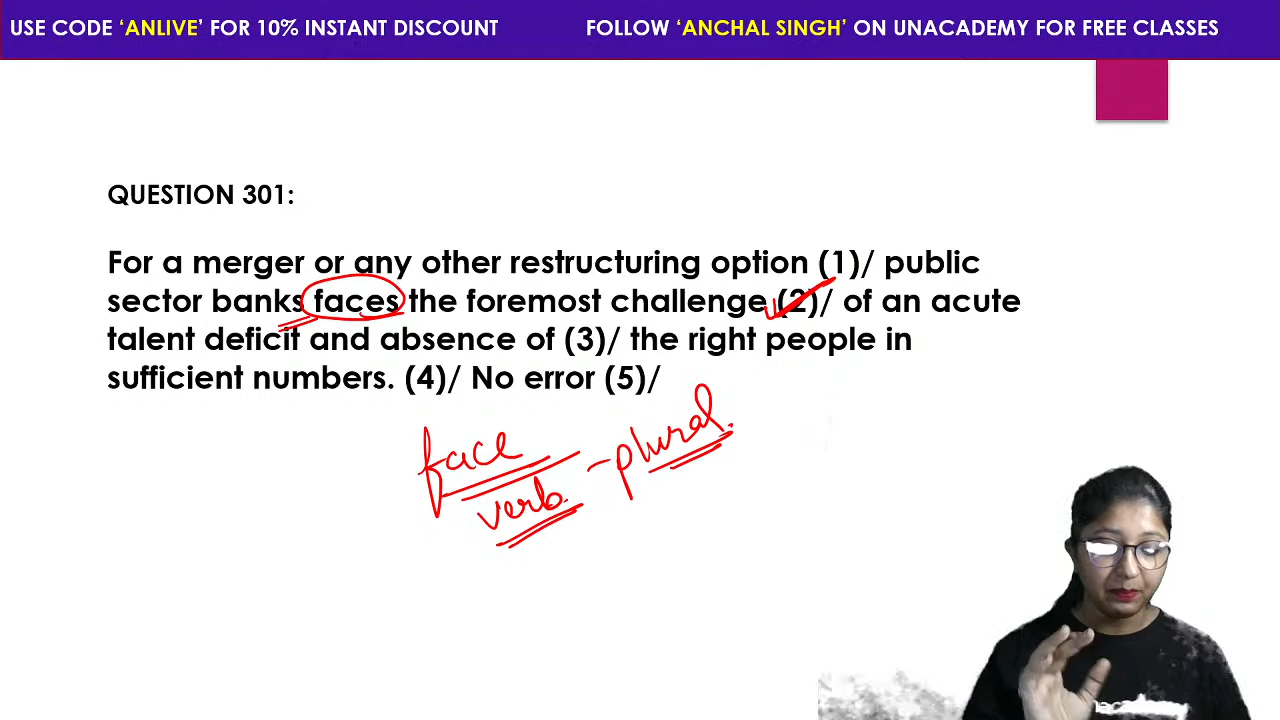 USE CODE ‘ANLIVE’ FOR 10% INSTANT DISCOUNT FOLLOW ‘ANCHAL SINGH’ ON UNACADEMY FOR FREE CLASSES
QUESTION 301:
For a merger or any other restructuring option (1)/ public
sector banks faces the foremost challenge (2)/ of an acute
talent deficit and absence of (3)/ the right people in
sufficient numbers. (4)/ No error (5)/
face - plural.
verb.